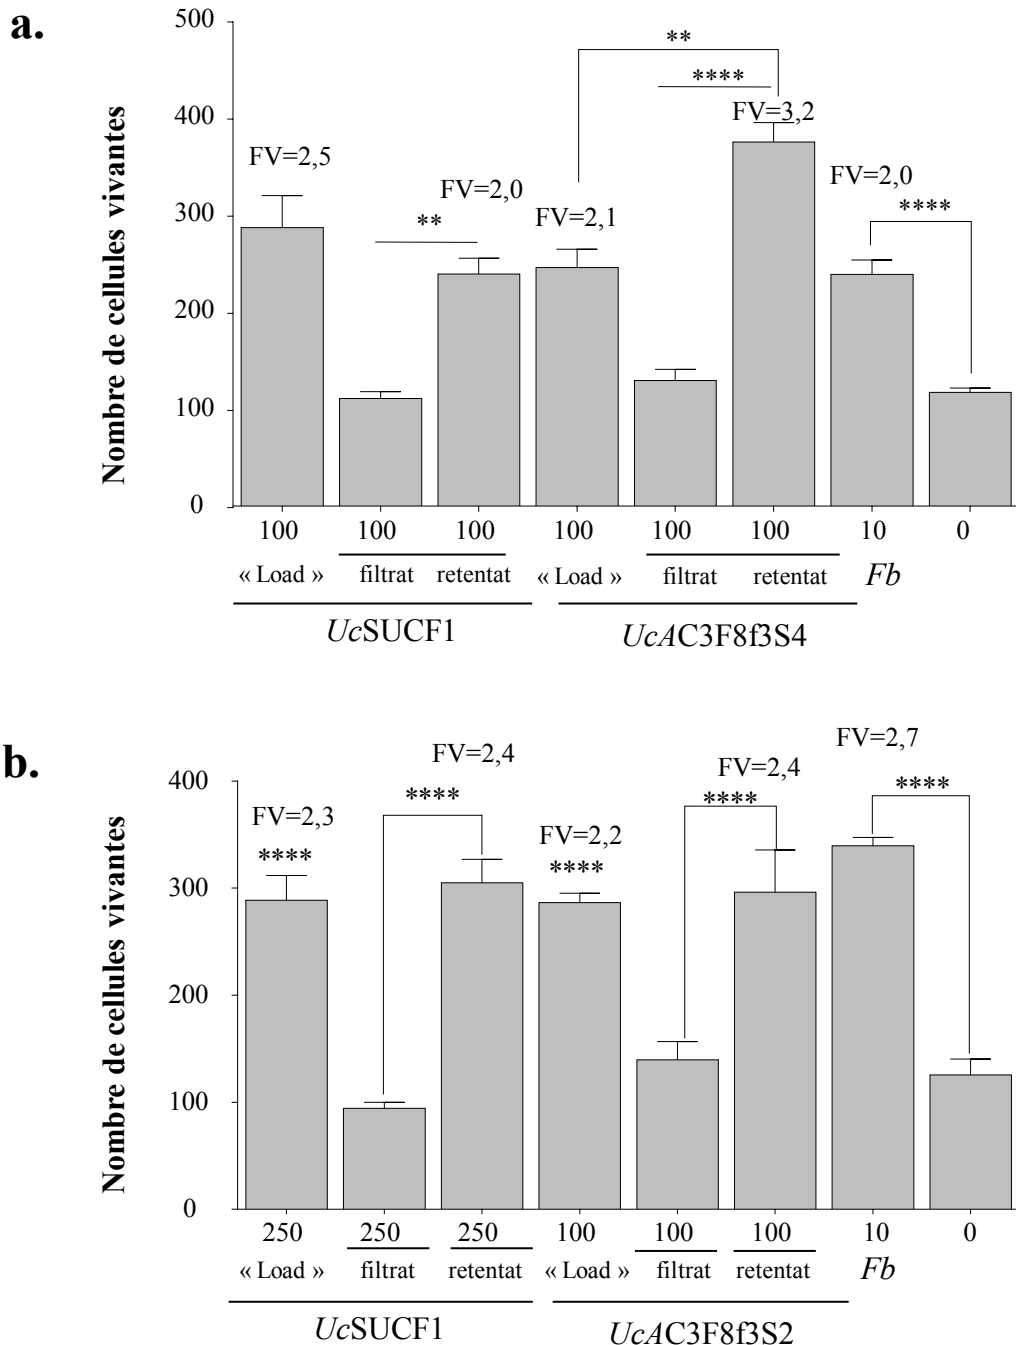 a.
Nombre de cellules vivantes
500
400
300
200
100
0
**
****
FV=3,2
FV=2,5
FV=2,0
FV=2,0
****
**
FV=2,1
100 100 100 100 100 100 10 0
« Load » filtrat retentat « Load » filtrat retentat Fb
UcSUCF1 UcAC3F8f3S4
b.
Nombre de cellules vivantes
400
300
200
100
0
FV=2,7
FV=2,4
FV=2,4
****
****
****
FV=2,3
FV=2,2
****
****
250 250 250 100 100 100 10 0
« Load » filtrat retentat « Load » filtrat retentat Fb
UcSUCF1 UcAC3F8f3S2